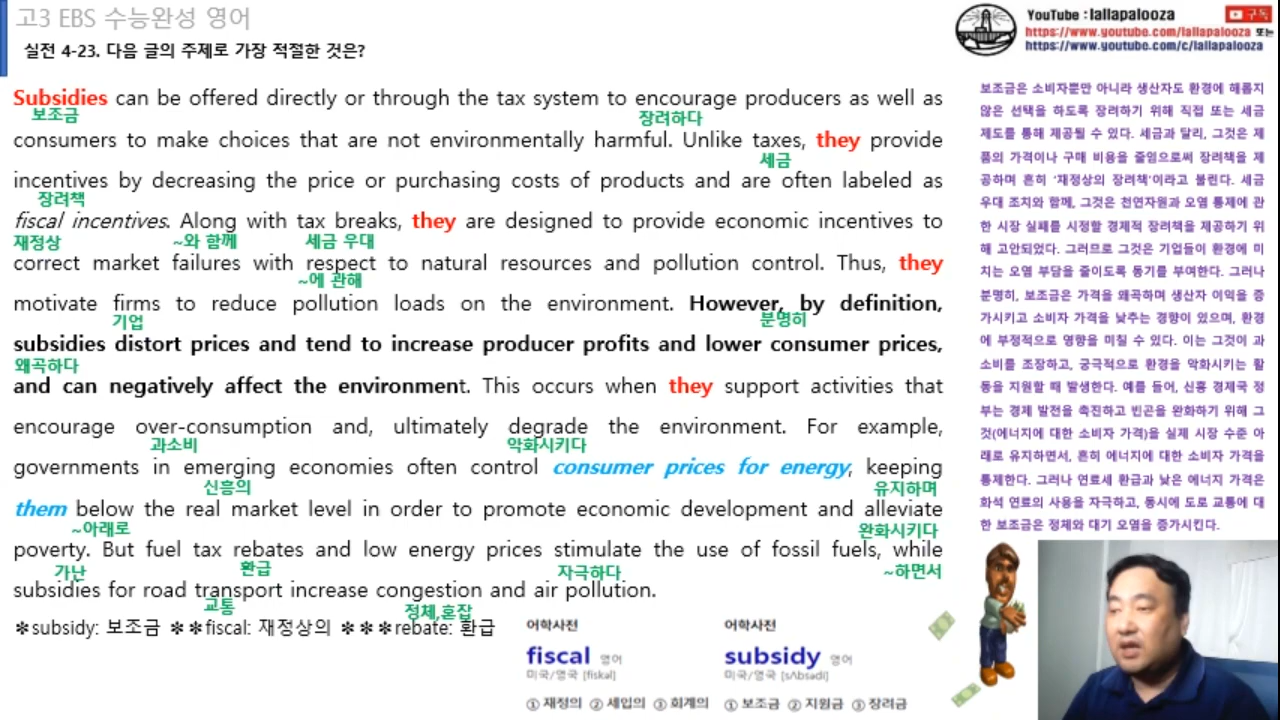 고3 EBS 수능완성 영어
실전 4-23. 다음 글의 주제로 가장 적절한 것은?
YouTube : lallapalooza 구독
https://www.youtube.com/lallapalooza 또는
https://www.youtube.com/c/lallapalooza
Subsidies can be offered directly or through the tax system to encourage producers as well as
보조금 장려하다
consumers to make choices that are not environmentally harmful. Unlike taxes, they provide
세금
incentives by decreasing the price or purchasing costs of products and are often labeled as
장려책
fiscal incentives. Along with tax breaks, they are designed to provide economic incentives to
재정상 ~와 함께 세금 우대
correct market failures with respect to natural resources and pollution control. Thus, they
~에 관해
motivate firms to reduce pollution loads on the environment. However, by definition,
기업 분명히
subsidies distort prices and tend to increase producer profits and lower consumer prices,
왜곡하다
and can negatively affect the environment. This occurs when they support activities that
encourage over-consumption and, ultimately degrade the environment. For example,
과소비 악화시키다
governments in emerging economies often control consumer prices for energy, keeping
신흥의 유지하며
them below the real market level in order to promote economic development and alleviate
~아래로 완화시키다
poverty. But fuel tax rebates and low energy prices stimulate the use of fossil fuels, while
가난 환급 자극하다 ~하면서
subsidies for road transport increase congestion and air pollution.
교통 정체,혼잡
∗subsidy: 보조금 ∗∗fiscal: 재정상의 ∗∗∗rebate: 환급
보조금은 소비자뿐만 아니라 생산자도 환경에 해롭지
않은 선택을 하도록 장려하기 위해 직접 또는 세금
제도를 통해 제공될 수 있다. 세금과 달리, 그것은 제
품의 가격이나 구매 비용을 줄임으로써 장려책을 제
공하며 흔히 '재정상의 장려책'이라고 불린다. 세금
우대 조치와 함께, 그것은 천연자원과 오염 통제에 관
한 시장 실패를 시정할 경제적 장려책을 제공하기 위
해 고안되었다. 그러므로 그것은 기업들이 환경에 미
치는 오염 부담을 줄이도록 동기를 부여한다. 그러나
분명히, 보조금은 가격을 왜곡하며 생산자 이익을 증
가시키고 소비자 가격을 낮추는 경향이 있으며, 환경
에 부정적으로 영향을 미칠 수 있다. 이는 그것이 과
소비를 조장하고, 궁극적으로 환경을 악화시키는 활
동을 지원할 때 발생한다. 예를 들어, 신흥 경제국 정
부는 경제 발전을 촉진하고 빈곤을 완화하기 위해 그
것(에너지에 대한 소비자 가격)을 실제 시장 수준 아
래로 유지하면서, 흔히 에너지에 대한 소비자 가격을
통제한다. 그러나 연료세 환급과 낮은 에너지 가격은
화석 연료의 사용을 자극하고, 동시에 도로 교통에 대
한 보조금은 정체와 대기 오염을 증가시킨다.
어학사전 어학사전
fiscal 영어 subsidy 영어
미국/영국 [fiskəl] 미국/영국 [sʌbsədi]
① 재정의 ② 세입의 ③ 회계의 ① 보조금 ② 지원금 ③ 장려금